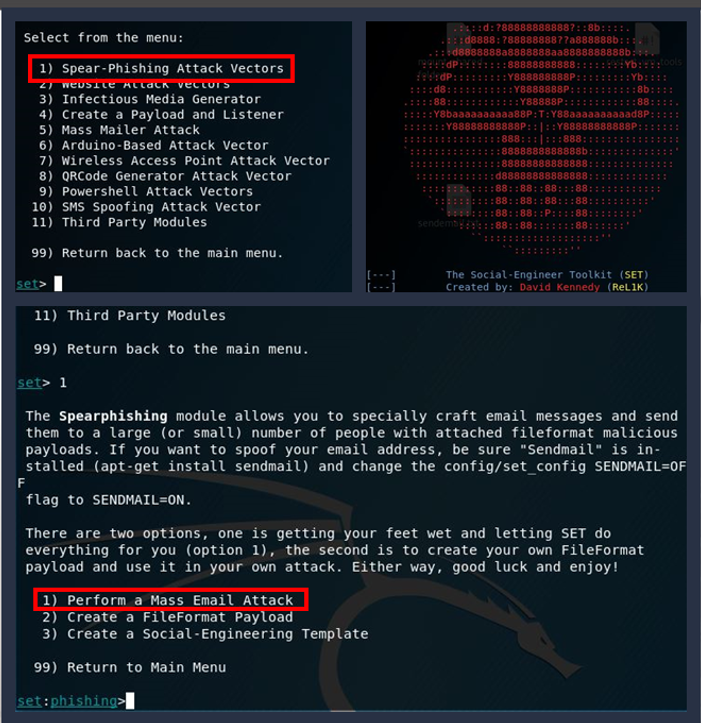 Select from the menu:
1) Spear-Phishing Attack Vectors
2) Website Attack Vectors
3) Infectious Media Generator
4) Create a Payload and Listener
5) Mass Mailer Attack
6) Arduino-Based Attack Vector
7) Wireless Access Point Attack Vector
8) QRCode Generator Attack Vector
9) Powershell Attack Vectors
10) SMS Spoofing Attack Vector
11) Third Party Modules
99) Return back to the main menu.
set>
[---] The Social-Engineer Toolkit (SET)
[---] Created by: David Kennedy (ReL1K)
11) Third Party Modules
99) Return back to the main menu.
set> 1
The Spearphishing module allows you to specially craft email messages and send
them to a large (or small) number of people with attached fileformat malicious
payloads. If you want to spoof your email address, be sure "Sendmail" is in-
stalled (apt-get install sendmail) and change the config/set_config SENDMAIL=OF
F
flag to SENDMAIL=ON.
There are two options, one is getting your feet wet and letting SET do
everything for you (option 1), the second is to create your own FileFormat
payload and use it in your own attack. Either way, good luck and enjoy!
1) Perform a Mass Email Attack
2) Create a FileFormat Payload
3) Create a Social-Engineering Template
99) Return to Main Menu
set:phishing>